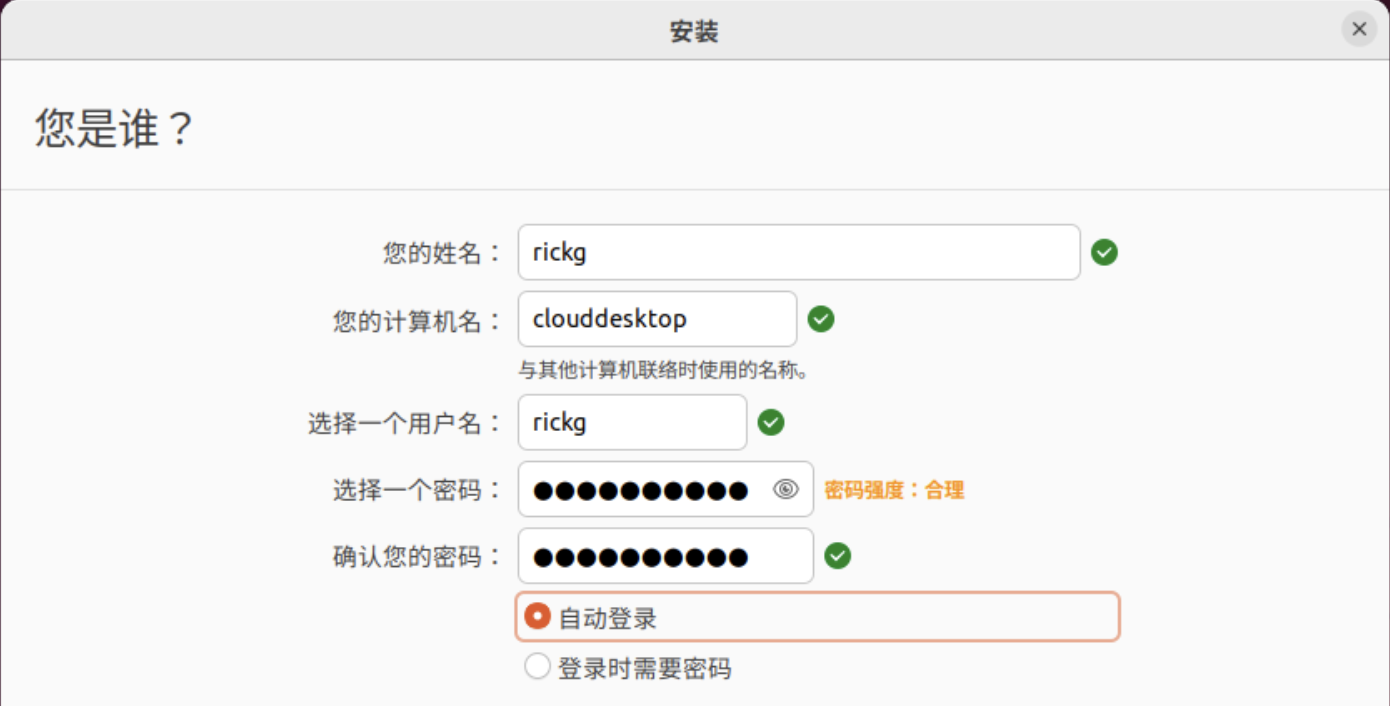 安装
您是谁？
您的姓名： rickg
您的计算机名： clouddesktop
与其他计算机联络时使用的名称。
选择一个用户名： rickg
选择一个密码： ●●●●●●●●●● 密码强度：合理
确认您的密码： ●●●●●●●●●●
自动登录
登录时需要密码